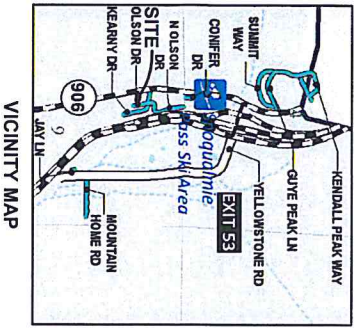 KENDALL PEAK WAY
SUMMIT
WAY
GUYE PEAK LN
CONIFER
DR
YELLOWSTONE RD
EXIT 53
N OLSON
DR
Snoqualmie
Pass Ski Area
SITE
OLSON DR
KEARNY DR
906
9
MOUNTAIN
HOME RD
JAY LN
VICINITY MAP